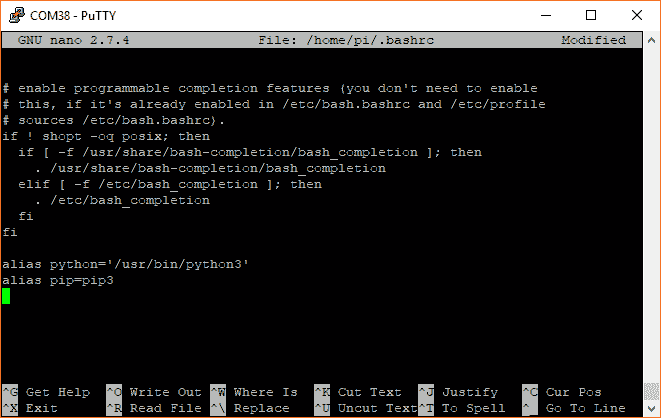 COM38 - PuTTY
GNU nano 2.7.4 File: /home/pi/.bashrc Modified
# enable programmable completion features (you don't need to enable
# this, if it's already enabled in /etc/bash.bashrc and /etc/profile
# sources /etc/bash.bashrc).
if ! shopt -oq posix; then
  if [ -f /usr/share/bash-completion/bash_completion ]; then
    . /usr/share/bash-completion/bash_completion
  elif [ -f /etc/bash_completion ]; then
    . /etc/bash_completion
  fi
fi
alias python='/usr/bin/python3'
alias pip=pip3
^G Get Help ^O Write Out ^W Where Is ^K Cut Text ^J Justify ^C Cur Pos
^X Exit ^R Read File ^\ Replace ^U Uncut Text ^T To Spell ^_ Go To Line